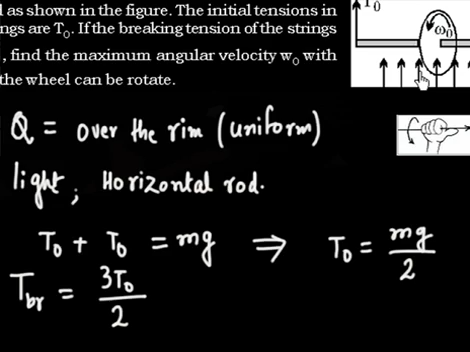 l as shown in the figure. The initial tensions in
ngs are T₀. If the breaking tension of the strings
, find the maximum angular velocity w₀ with
the wheel can be rotate.
T₀
ω₀
Q = over the rim (uniform)
light, Horizontal rod.
T₀ + T₀ = mg ⇒ T₀ = mg/2
T_br = 3T₀/2